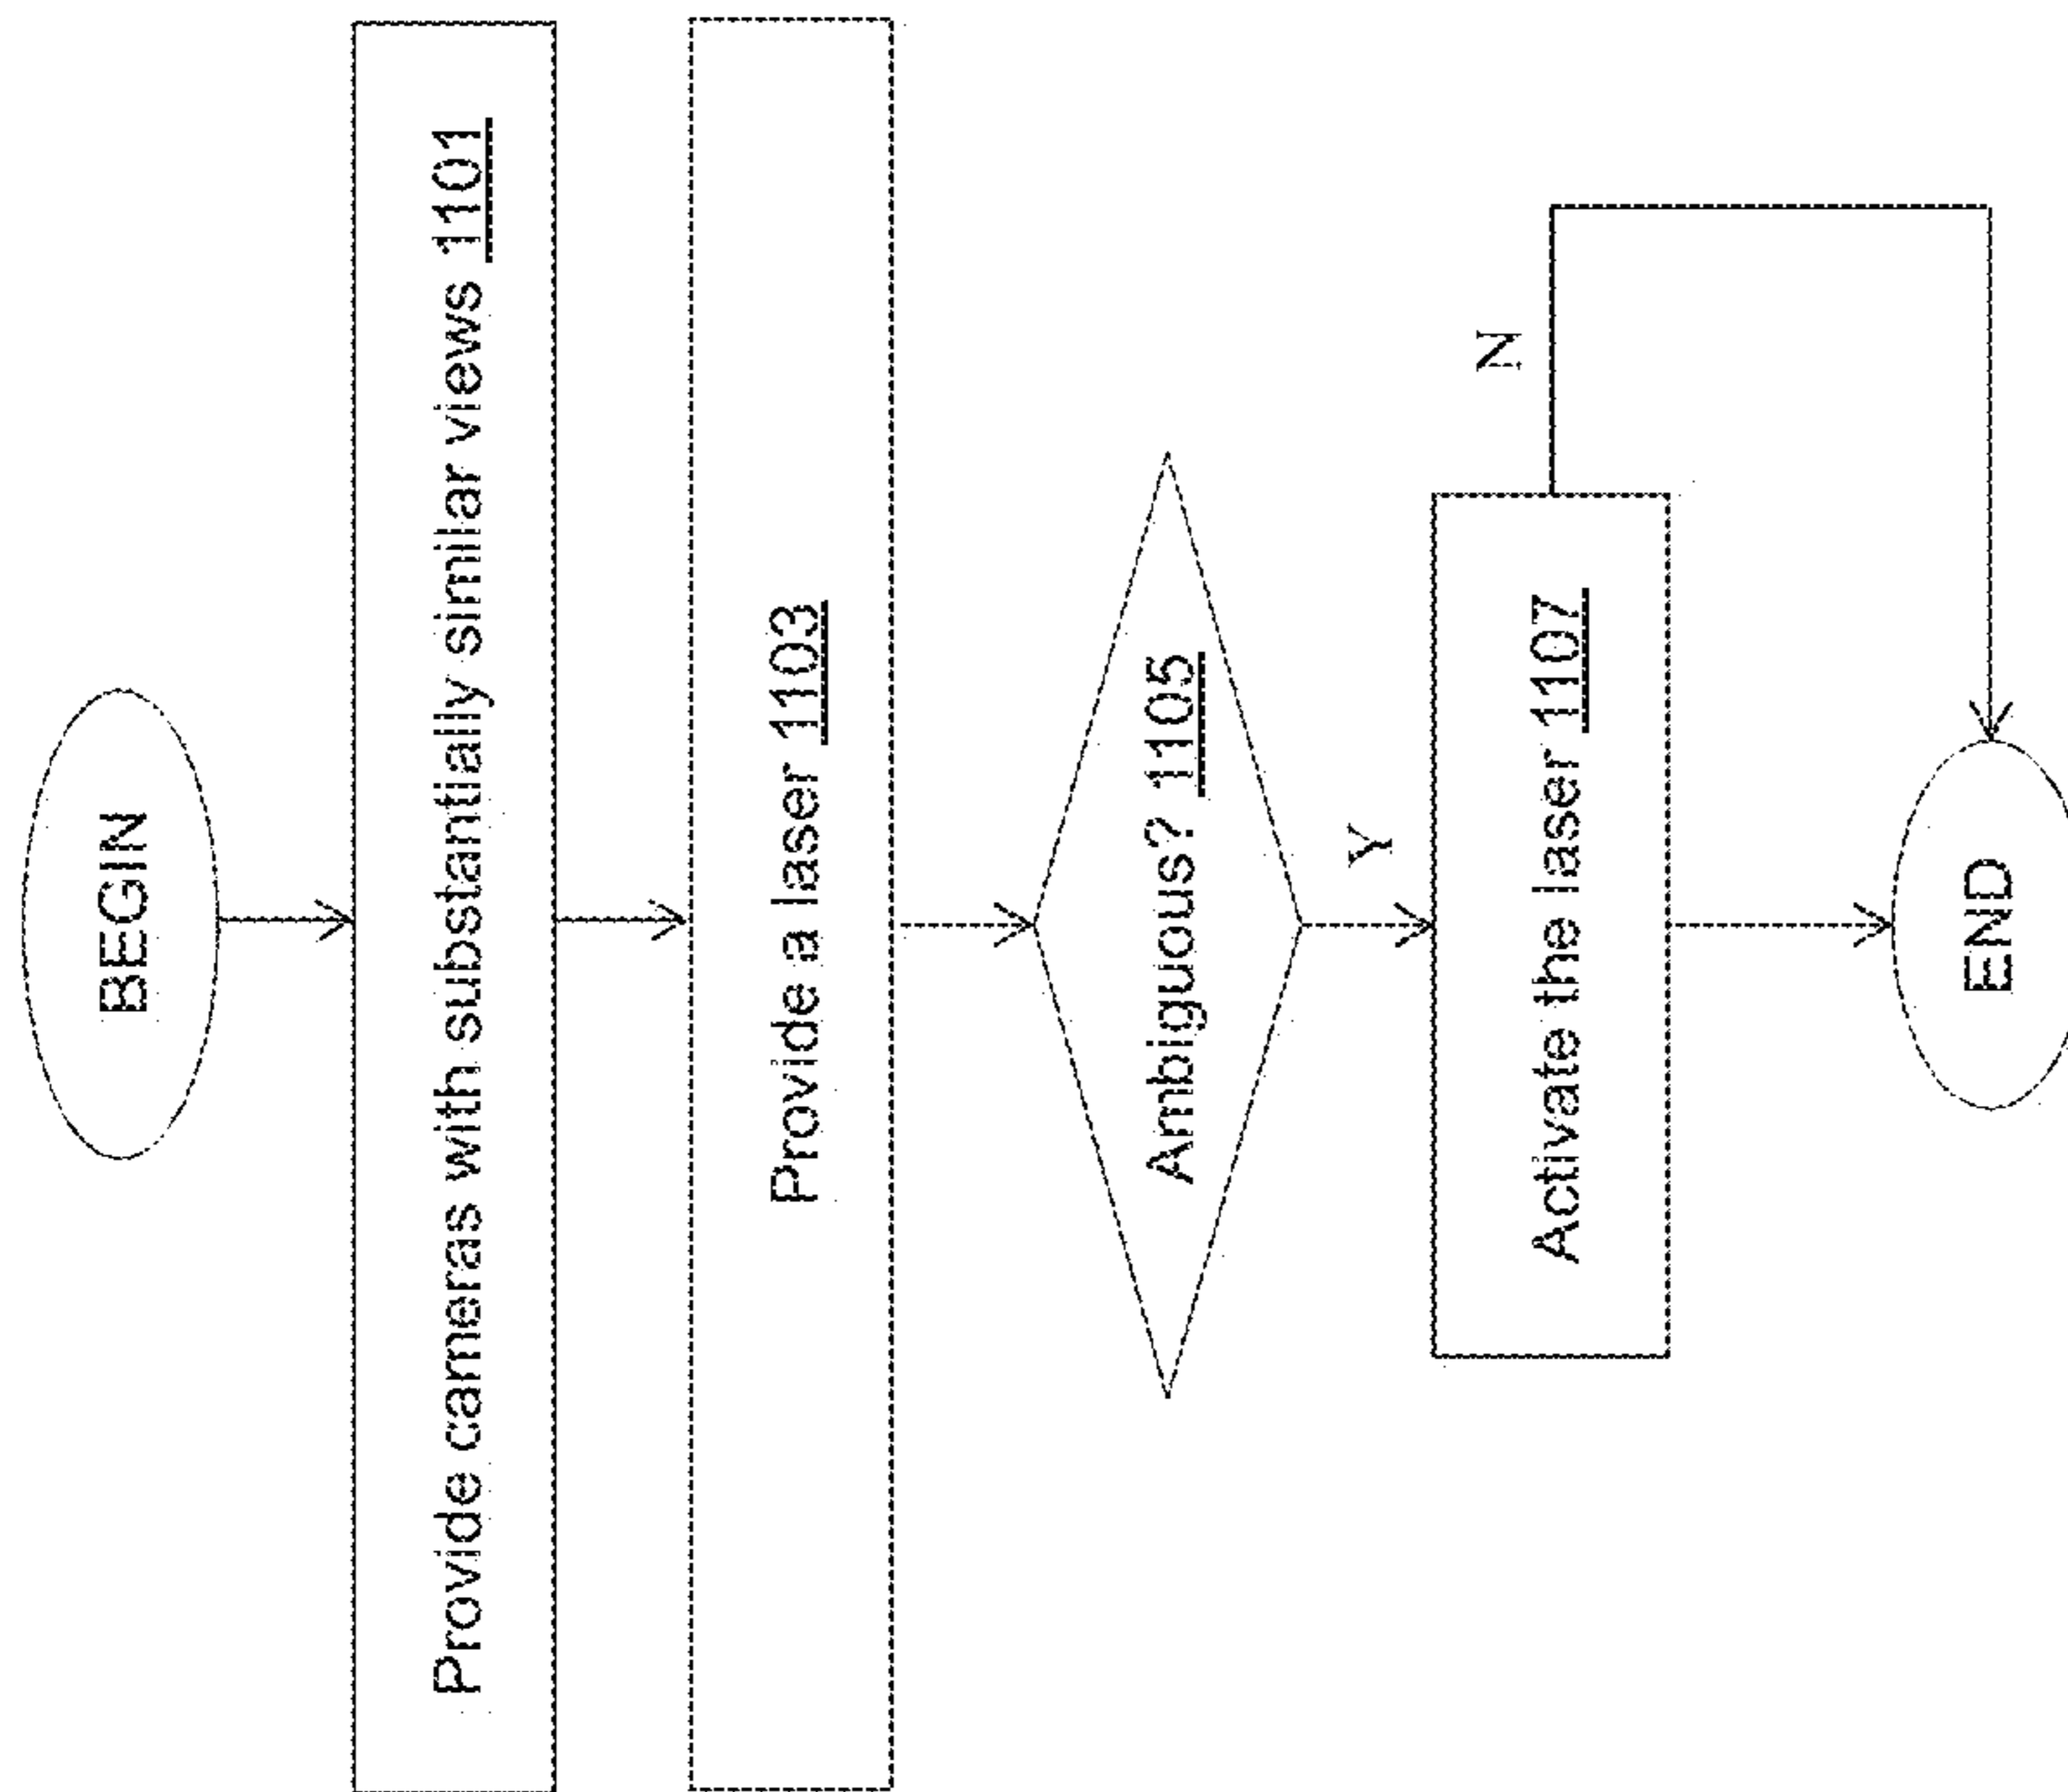 BEGIN
Provide cameras with substantially similar views 1101
Provide a laser 1103
Ambiguous? 1105
Y
N
Activate the laser 1107
END